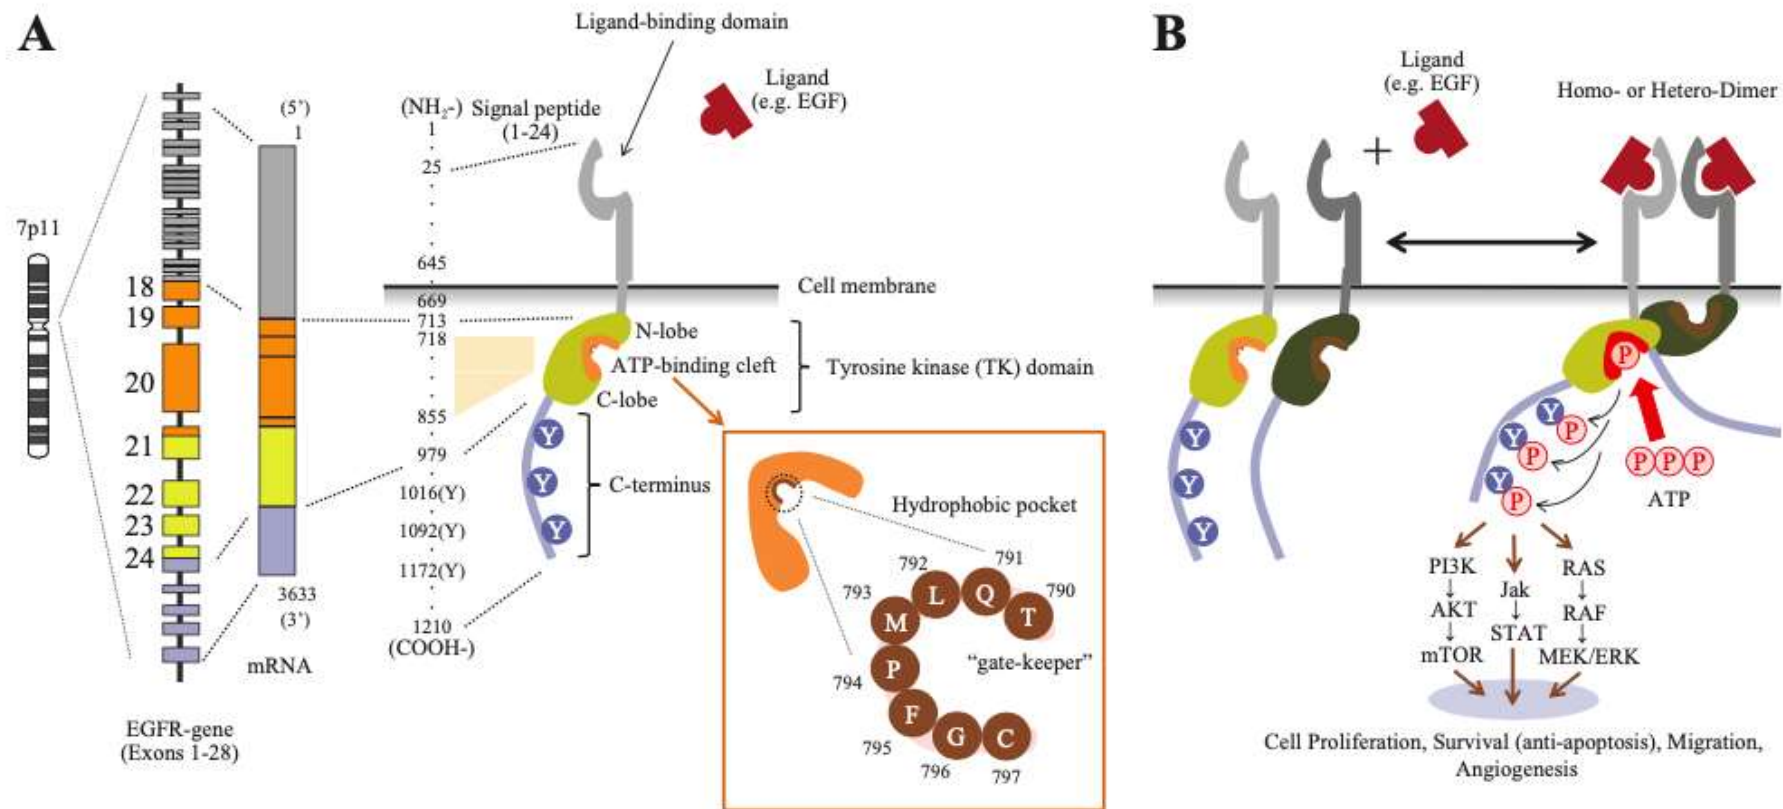 A
7p11
18
19
20
21
22
23
24
EGFR-gene
(Exons 1-28)
(5')
1
3633
(3')
mRNA
(NH2-)
1
25
645
669
713
718
855
979
1016(Y)
1092(Y)
1172(Y)
1210
(COOH-)
Signal peptide
(1-24)
Ligand-binding domain
Ligand
(e.g. EGF)
Cell membrane
N-lobe
ATP-binding cleft
C-lobe
Tyrosine kinase (TK) domain
Y
Y
Y
C-terminus
Hydrophobic pocket
791
792
790
793
L
Q
T
M
"gate-keeper"
P
794
F
G
C
795
796
797
B
Ligand
(e.g. EGF)
+
Homo- or Hetero-Dimer
Y
Y
Y
P
Y
P
Y
P
Y
P
P P P
ATP
PI3K
↓
AKT
↓
mTOR
Jak
↓
STAT
RAS
↓
RAF
↓
MEK/ERK
Cell Proliferation, Survival (anti-apoptosis), Migration,
Angiogenesis